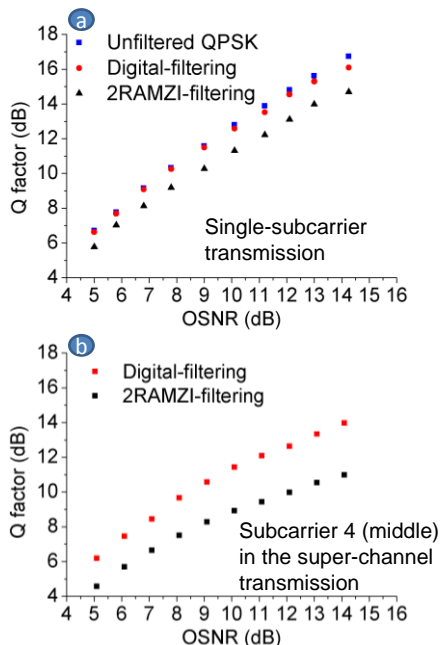 a
18
16
14
12
10
8
6
4
Q factor (dB)
Unfiltered QPSK
Digital-filtering
2RAMZI-filtering
Single-subcarrier
transmission
4 5 6 7 8 9 10 11 12 13 14 15 16
OSNR (dB)
b
18
16
14
12
10
8
6
4
Q factor (dB)
Digital-filtering
2RAMZI-filtering
Subcarrier 4 (middle)
in the super-channel
transmission
4 5 6 7 8 9 10 11 12 13 14 15 16
OSNR (dB)